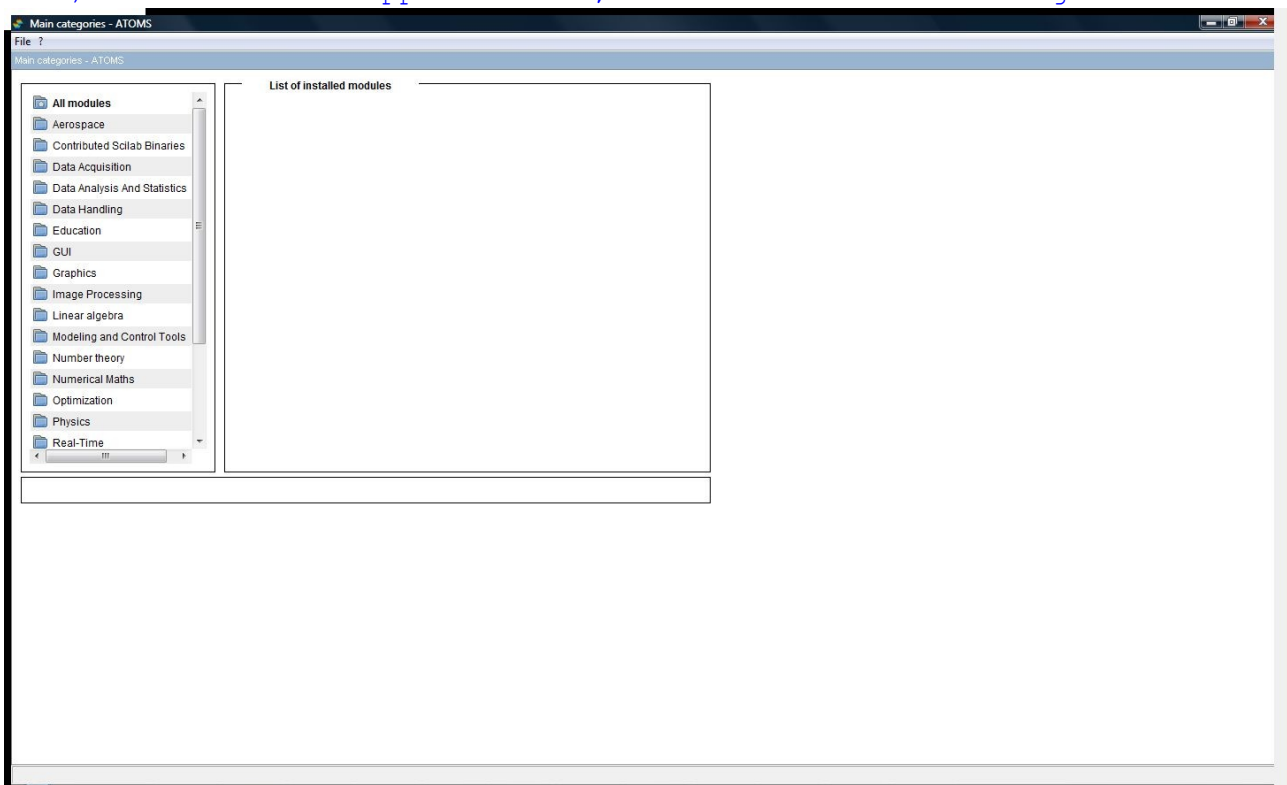 Main categories - ATOMS
File ?
Main categories - ATOMS
List of installed modules
All modules
Aerospace
Contributed Scilab Binaries
Data Acquisition
Data Analysis And Statistics
Data Handling
Education
GUI
Graphics
Image Processing
Linear algebra
Modeling and Control Tools
Number theory
Numerical Maths
Optimization
Physics
Real-Time